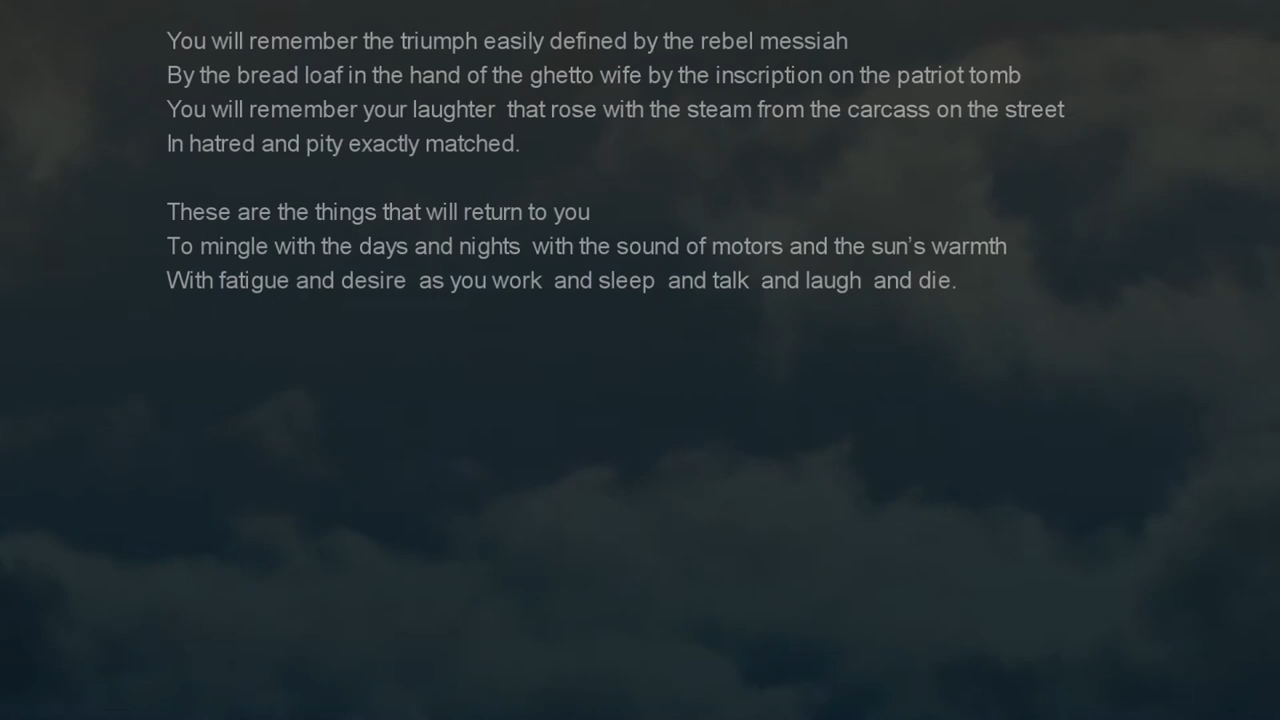 You will remember the triumph easily defined by the rebel messiah
By the bread loaf in the hand of the ghetto wife by the inscription on the patriot tomb
You will remember your laughter  that rose with the steam from the carcass on the street
In hatred and pity exactly matched.

These are the things that will return to you
To mingle with the days and nights  with the sound of motors and the sun’s warmth
With fatigue and desire  as you work  and sleep  and talk  and laugh  and die.